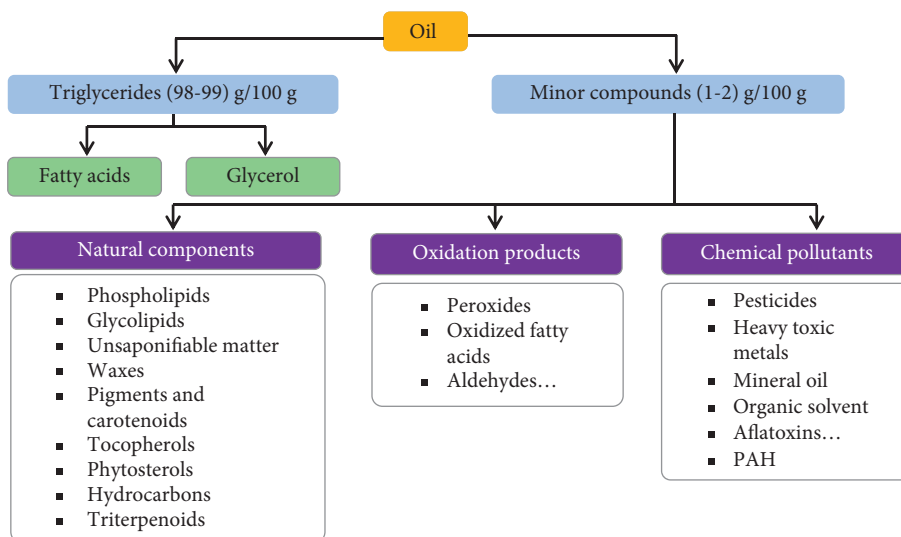 Oil
Triglycerides (98-99) g/100 g
Minor compounds (1-2) g/100 g
Fatty acids
Glycerol
Natural components
▪ Phospholipids
▪ Glycolipids
▪ Unsaponifiable matter
▪ Waxes
▪ Pigments and
carotenoids
▪ Tocopherols
▪ Phytosterols
▪ Hydrocarbons
▪ Triterpenoids
Oxidation products
▪ Peroxides
▪ Oxidized fatty
acids
▪ Aldehydes…
Chemical pollutants
▪ Pesticides
▪ Heavy toxic
metals
▪ Mineral oil
▪ Organic solvent
▪ Aflatoxins…
▪ PAH